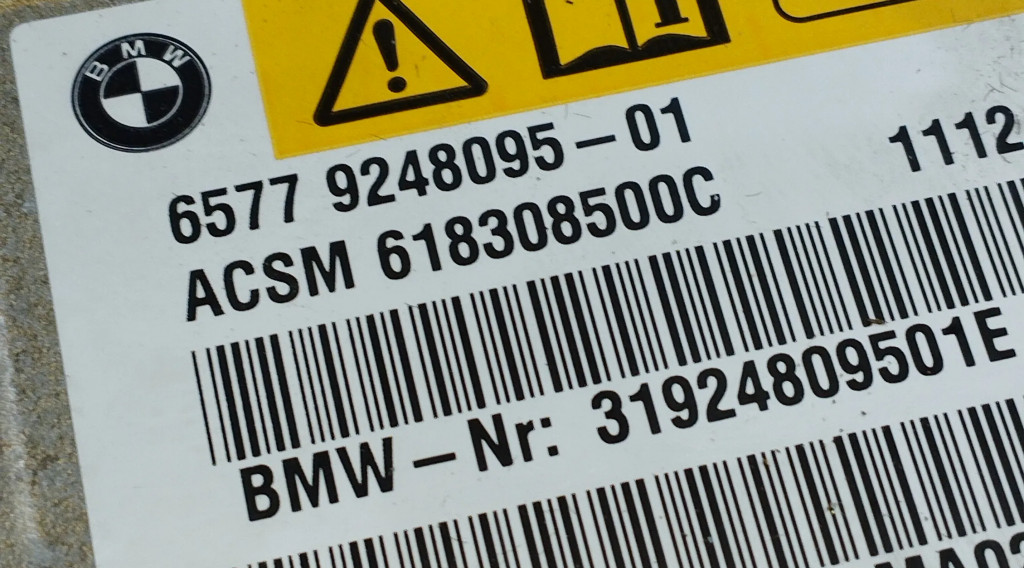 BMW
6577 9248095-01
1112
ACSM 618308500C
BMW-Nr: 31924809501E